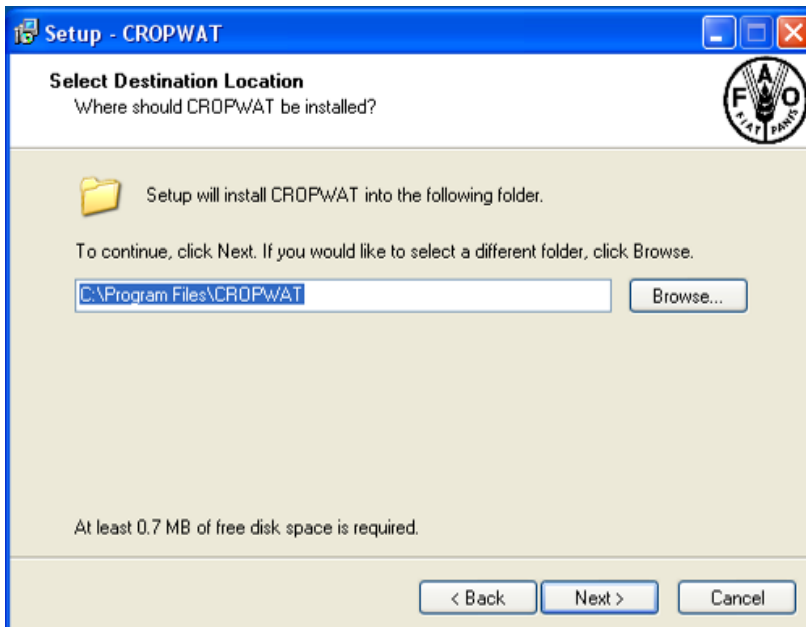 Setup - CROPWAT
Select Destination Location
Where should CROPWAT be installed?
F A O
FIAT PANIS
Setup will install CROPWAT into the following folder.
To continue, click Next. If you would like to select a different folder, click Browse.
C:\Program Files\CROPWAT
Browse...
At least 0.7 MB of free disk space is required.
< Back
Next >
Cancel